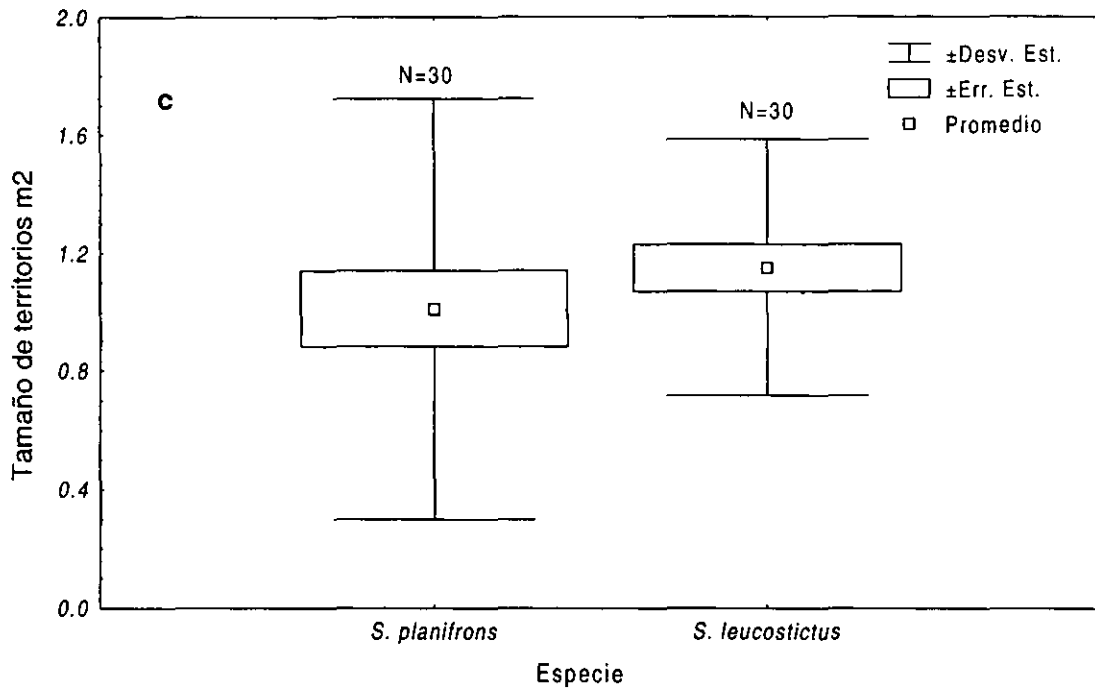 2.0
1.6
1.2
0.8
0.4
0.0
Tamaño de territorios m2
c
N=30
N=30
±Desv. Est.
±Err. Est.
Promedio
S. planifrons
S. leucostictus
Especie